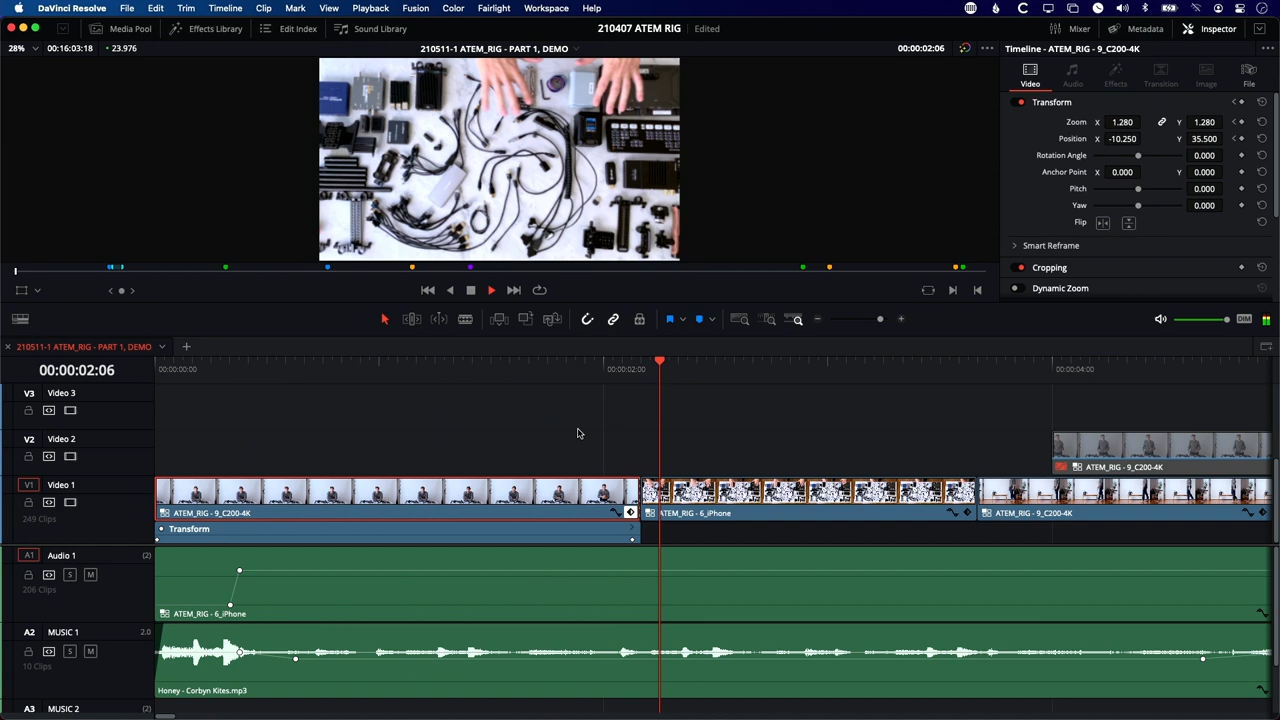 DaVinci Resolve File Edit Trim Timeline Clip Mark View Playback Fusion Color Fairlight Workspace Help
Media Pool Effects Library Edit Index Sound Library 210407 ATEM RIG Edited Mixer Metadata Inspector
28% 00:16:03:18 23.976 210511-1 ATEM_RIG - PART 1, DEMO 00:00:02:06 Timeline - ATEM_RIG - 9_C200-4K
Video Audio Effects Transition Image File
Transform
Zoom X 1.280 Y 1.280
Position X -10.250 Y 35.500
Rotation Angle 0.000
Anchor Point X 0.000 Y 0.000
Pitch 0.000
Yaw 0.000
Flip
Smart Reframe
Cropping
Dynamic Zoom
DIM
210511-1 ATEM_RIG - PART 1, DEMO
00:00:02:06 00:00:00:00 00:00:02:00 00:00:04:00
V3 Video 3
V2 Video 2
ATEM_RIG - 9_C200-4K
V1 Video 1
249 Clips
ATEM_RIG - 9_C200-4K ATEM_RIG - 6_iPhone ATEM_RIG - 9_C200-4K
Transform
A1 Audio 1 (2)
S M
206 Clips
ATEM_RIG - 6_iPhone
A2 MUSIC 1 2.0
S M
10 Clips
Honey - Corbyn Kites.mp3
A3 MUSIC 2 (2)